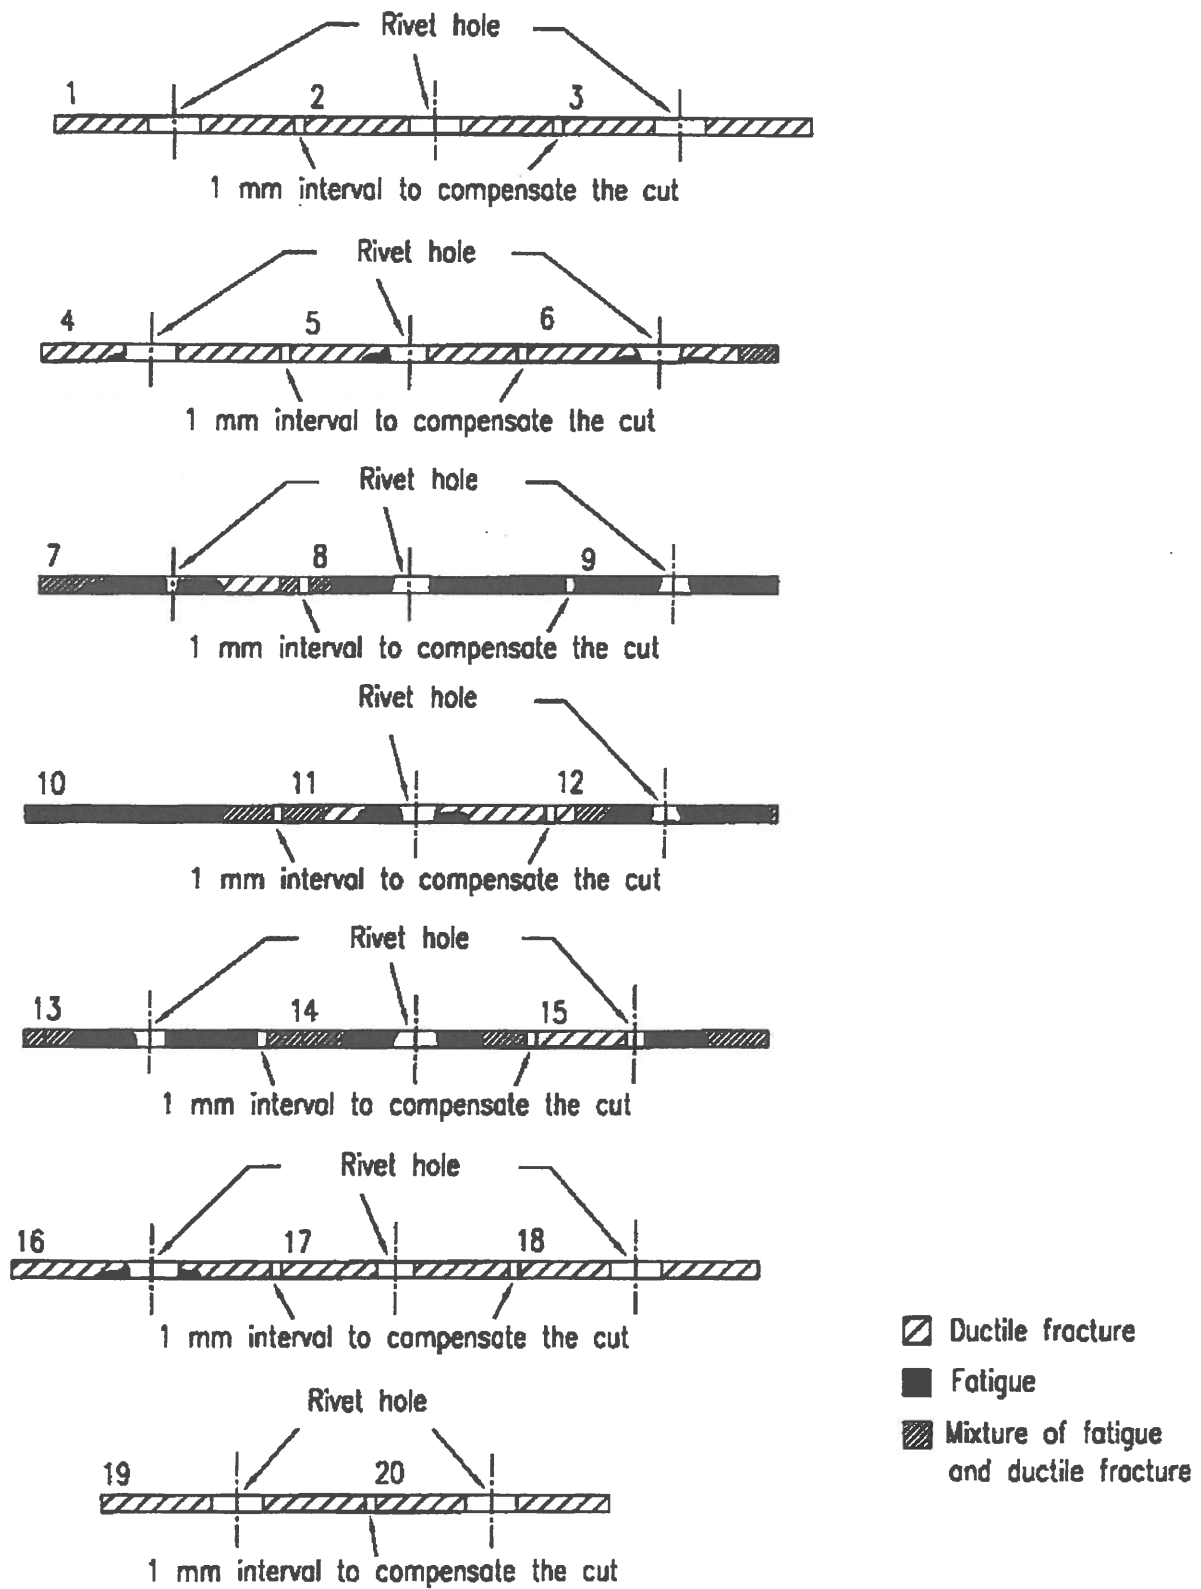 Rivet hole
1 2 3
1 mm interval to compensate the cut
Rivet hole
4 5 6
1 mm interval to compensate the cut
Rivet hole
7 8 9
1 mm interval to compensate the cut
Rivet hole
10 11 12
1 mm interval to compensate the cut
Rivet hole
13 14 15
1 mm interval to compensate the cut
Rivet hole
16 17 18
1 mm interval to compensate the cut
Rivet hole
19 20
1 mm interval to compensate the cut
Ductile fracture
Fatigue
Mixture of fatigue
and ductile fracture